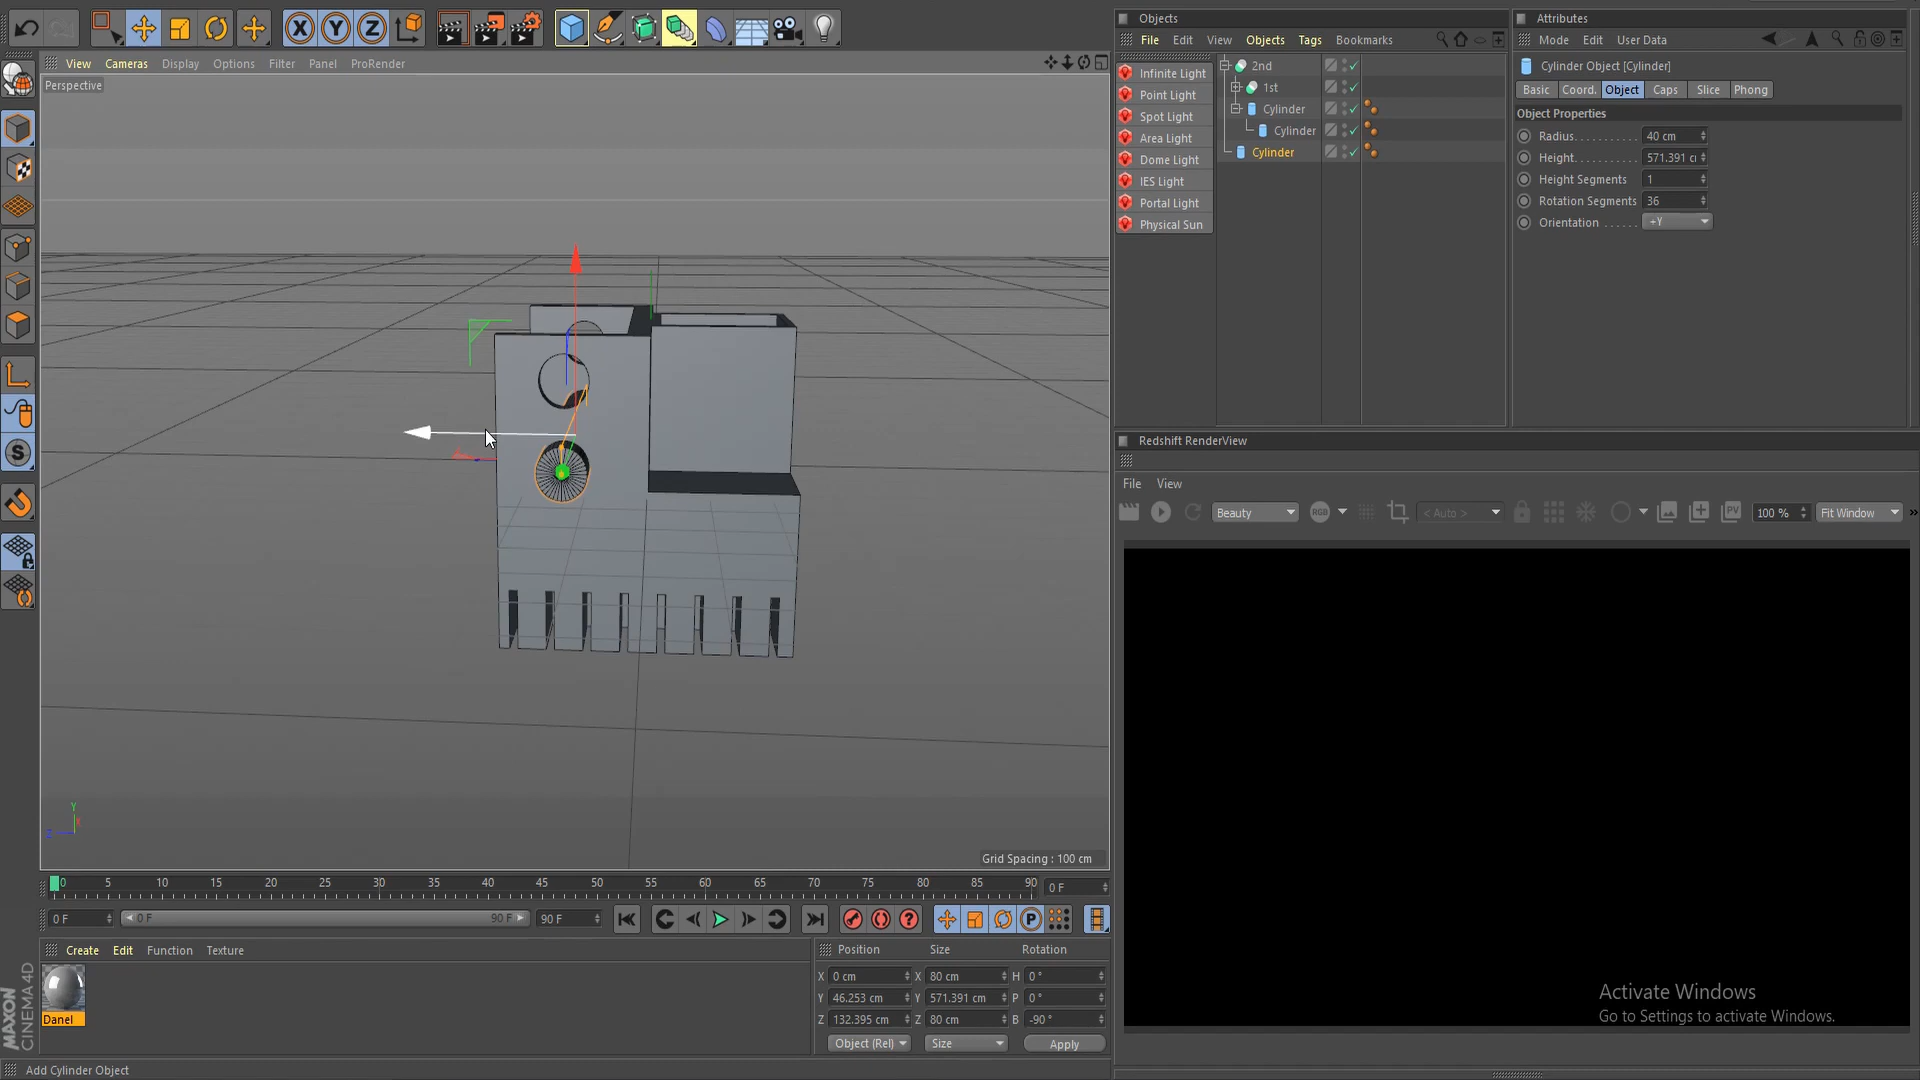 Objects
Attributes
File Edit View Objects Tags Bookmarks
Mode Edit User Data
View Cameras Display Options Filter Panel ProRender
Perspective
Infinite Light
Point Light
Spot Light
Area Light
Dome Light
IES Light
Portal Light
Physical Sun
2nd
1st
Cylinder
Cylinder
Cylinder
Cylinder Object [Cylinder]
Basic Coord. Object Caps Slice Phong
Object Properties
Radius. . . . . . . . . . 40 cm
Height. . . . . . . . . . 571.391 c
Height Segments 1
Rotation Segments 36
Orientation . . . . . . +Y
X Y Z
S
Redshift RenderView
File View
Beauty
RGB
< Auto >
PV
100 %
Fit Window
»
Y
Z
Grid Spacing : 100 cm
0 5 10 15 20 25 30 35 40 45 50 55 60 65 70 75 80 85 90
0 F
0 F
0 F
90 F
90 F
P
Create Edit Function Texture
Danel
MAXON
CINEMA 4D
Position Size Rotation
X 0 cm X 80 cm H 0 °
Y 46.253 cm Y 571.391 cm P 0 °
Z 132.395 cm Z 80 cm B -90 °
Object (Rel) Size Apply
Activate Windows
Go to Settings to activate Windows.
Add Cylinder Object